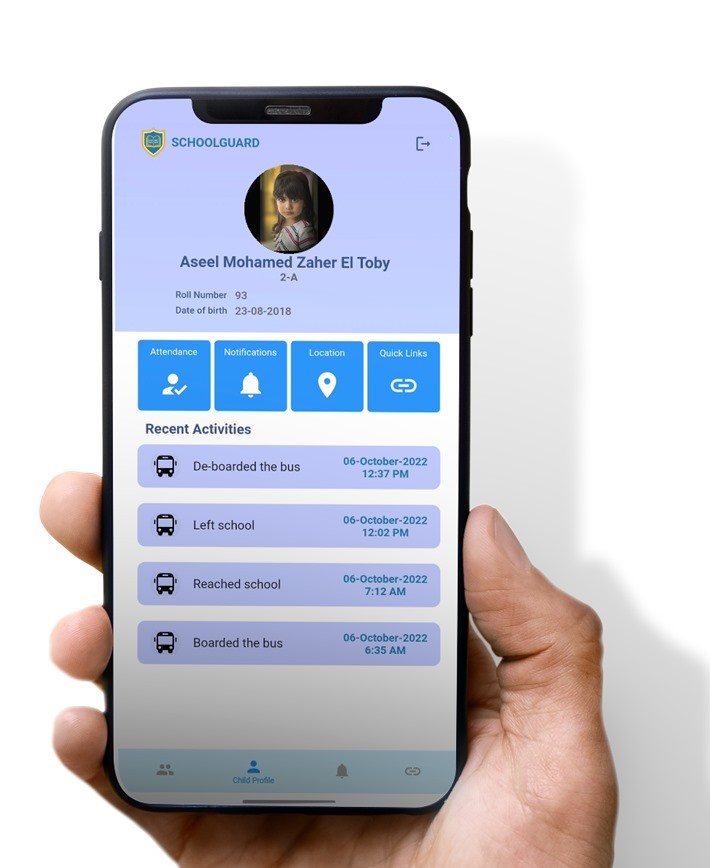 SCHOOLGUARD
Aseel Mohamed Zaher El Toby
2-A
Roll Number 93
Date of birth 23-08-2018
Attendance Notifications Location Quick Links
Recent Activities
De-boarded the bus 06-October-2022
12:37 PM
Left school 06-October-2022
12:02 PM
Reached school 06-October-2022
7:12 AM
Boarded the bus 06-October-2022
6:35 AM
Child Profile